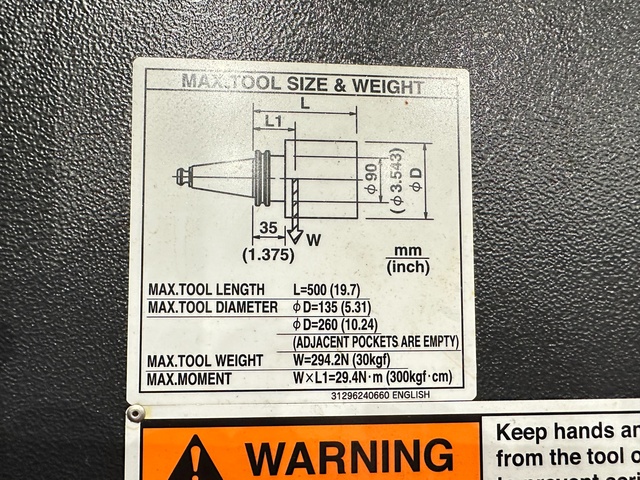 MAX.TOOL SIZE & WEIGHT
L
L1
φ90
(φ3.543)
φD
35
(1.375)
W
mm
(inch)
MAX.TOOL LENGTH L=500 (19.7)
MAX.TOOL DIAMETER φD=135 (5.31)
φD=260 (10.24)
(ADJACENT POCKETS ARE EMPTY)
MAX.TOOL WEIGHT W=294.2N (30kgf)
MAX.MOMENT W×L1=29.4N·m (300kgf·cm)
31296240660 ENGLISH
WARNING
Keep hands an
from the tool o